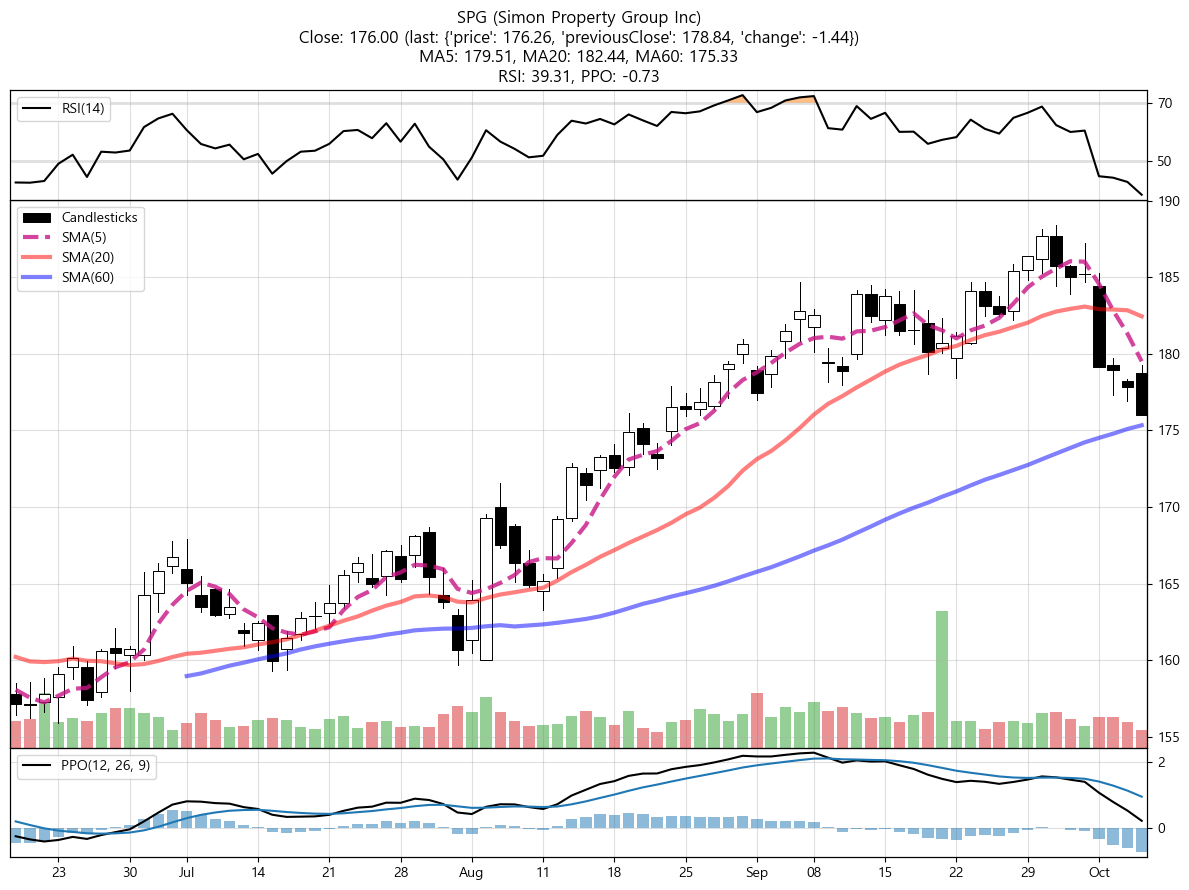 SPG (Simon Property Group Inc)
Close: 176.00 (last: {'price': 176.26, 'previousClose': 178.84, 'change': -1.44})
MA5: 179.51, MA20: 182.44, MA60: 175.33
RSI: 39.31, PPO: -0.73
RSI(14)
70
50
190
Candlesticks
SMA(5)
SMA(20)
SMA(60)
185
180
175
170
165
160
155
PPO(12, 26, 9)
2
0
23 30 Jul 14 21 28 Aug 11 18 25 Sep 08 15 22 29 Oct